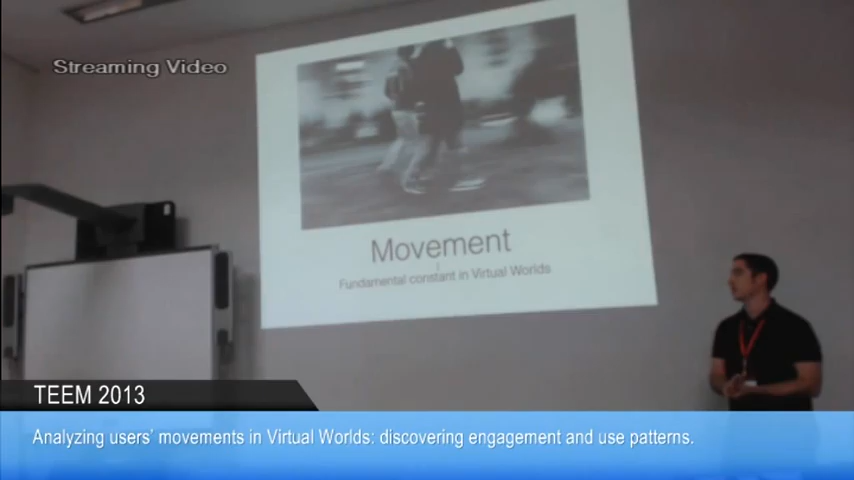 Streaming Video
Movement
Fundamental constant in Virtual Worlds
TEEM 2013
Analyzing users' movements in Virtual Worlds: discovering engagement and use patterns.